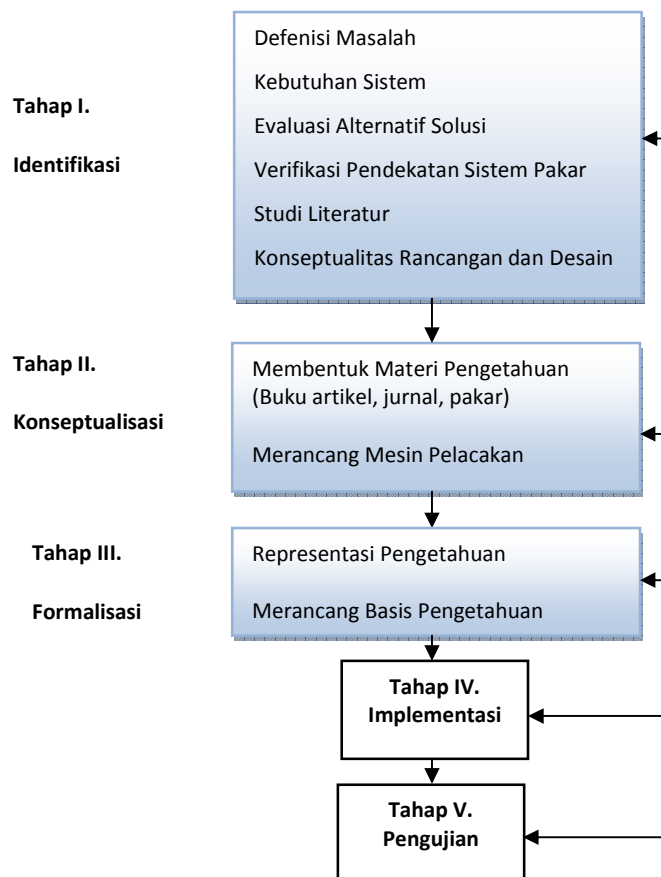 Tahap I.
Identifikasi
Defenisi Masalah
Kebutuhan Sistem
Evaluasi Alternatif Solusi
Verifikasi Pendekatan Sistem Pakar
Studi Literatur
Konseptualitas Rancangan dan Desain
Tahap II.
Konseptualisasi
Membentuk Materi Pengetahuan
(Buku artikel, jurnal, pakar)
Merancang Mesin Pelacakan
Tahap III.
Formalisasi
Representasi Pengetahuan
Merancang Basis Pengetahuan
Tahap IV.
Implementasi
Tahap V.
Pengujian